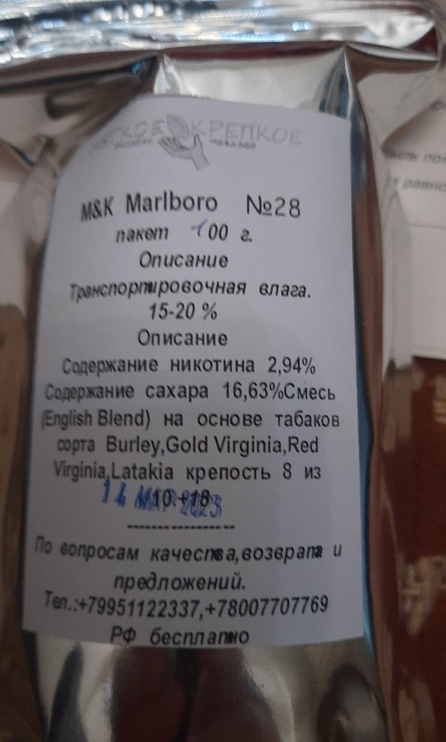 КРЕПКОЕ
M&K Marlboro №28
пакет 100 г.
Описание
Транспортировочная влага.
15-20 %
Описание
Содержание никотина 2,94%
Содержание сахара 16,63%Смесь
(English Blend) на основе табаков
сорта Burley,Gold Virginia,Red
Virginia,Latakia крепость 8 из
10.+18
14 МАР 2023
--------------------
По вопросам качества,возврата и
предложений.
Тел.:+79951122337,+78007707769
РФ бесплатно